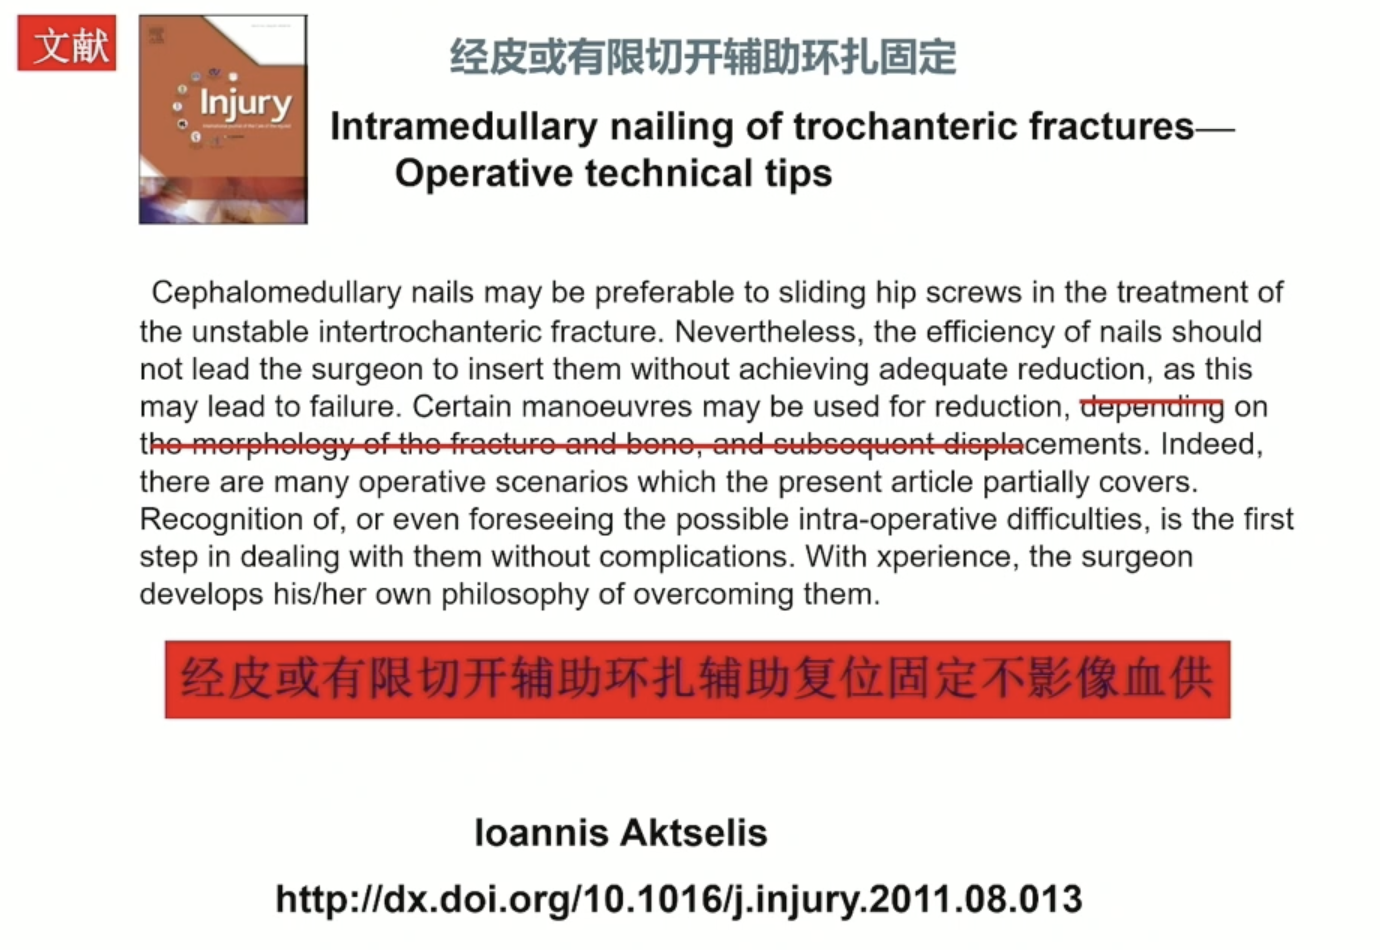 文献
Injury
经皮或有限切开辅助环扎固定
Intramedullary nailing of trochanteric fractures—
Operative technical tips
Cephalomedullary nails may be preferable to sliding hip screws in the treatment of
the unstable intertrochanteric fracture. Nevertheless, the efficiency of nails should
not lead the surgeon to insert them without achieving adequate reduction, as this
may lead to failure. Certain manoeuvres may be used for reduction, depending on
the morphology of the fracture and bone, and subsequent displacements. Indeed,
there are many operative scenarios which the present article partially covers.
Recognition of, or even foreseeing the possible intra-operative difficulties, is the first
step in dealing with them without complications. With xperience, the surgeon
develops his/her own philosophy of overcoming them.
经皮或有限切开辅助环扎辅助复位固定不影像血供
Ioannis Aktselis
http://dx.doi.org/10.1016/j.injury.2011.08.013